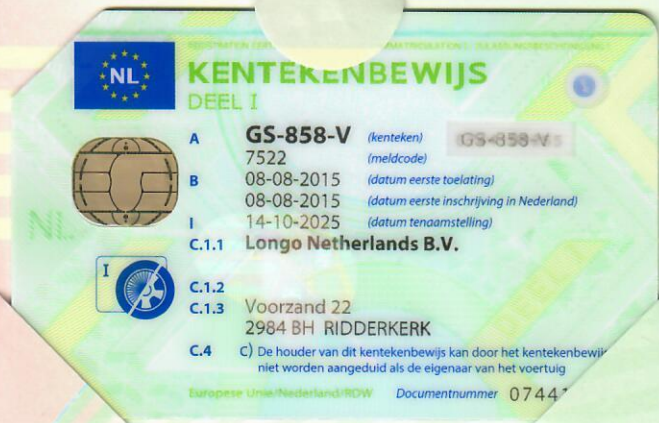 NL
KENTEKENBEWIJS
DEEL I
A GS-858-V (kenteken) GS-858-V
7522 (meldcode)
B 08-08-2015 (datum eerste toelating)
08-08-2015 (datum eerste inschrijving in Nederland)
I 14-10-2025 (datum tenaamstelling)
C.1.1 Longo Netherlands B.V.
NL
I
C.1.2
C.1.3 Voorzand 22
2984 BH RIDDERKERK
C.4 C) De houder van dit kentekenbewijs kan door het
niet worden aangeduid als de eigenaar van het voertuig
Europese Unie/Nederland/RDW Documentnummer